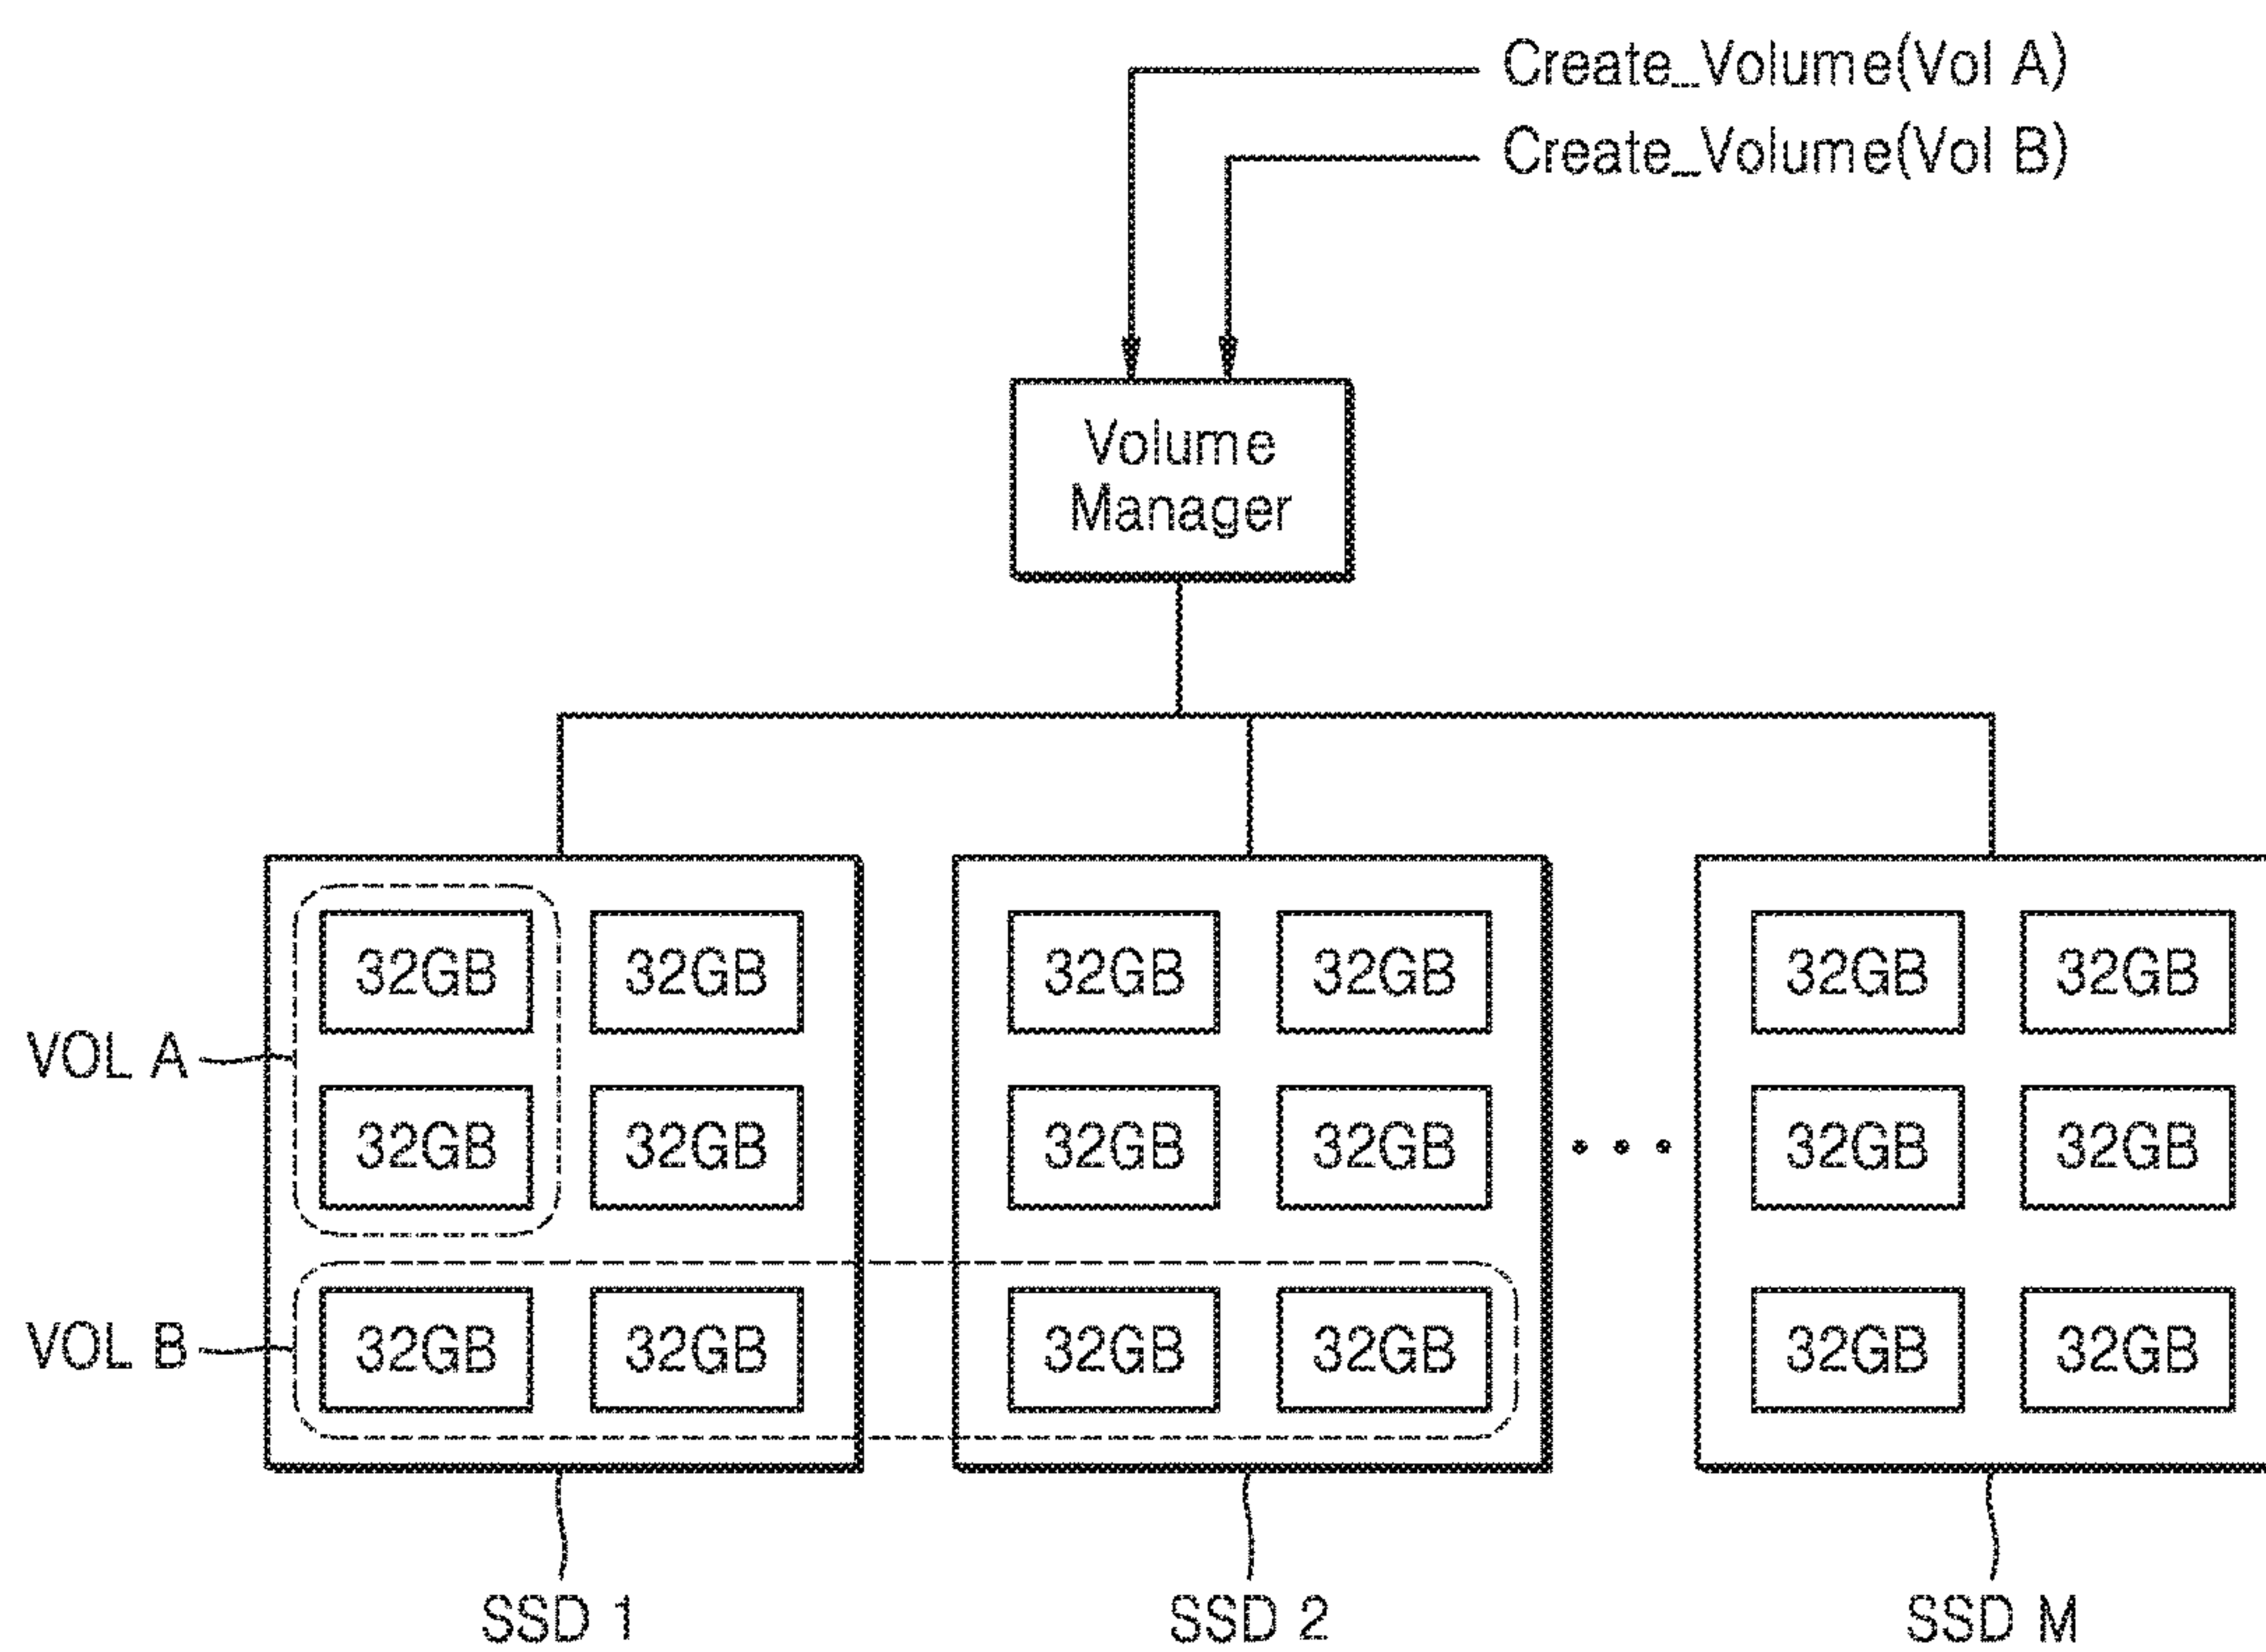 Create_Volume(Vol A)
Create_Volume(Vol B)
Volume
Manager
32GB 32GB 32GB 32GB 32GB 32GB
VOL A
32GB 32GB 32GB 32GB 32GB 32GB
VOL B
32GB 32GB 32GB 32GB 32GB 32GB
SSD 1 SSD 2 SSD M